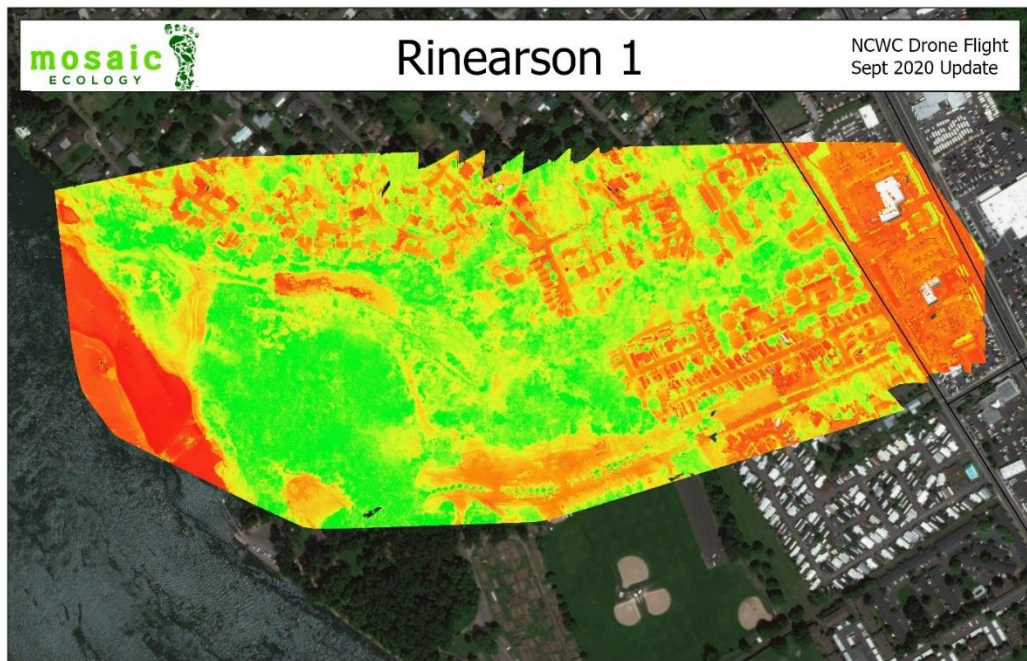 mosaic
ECOLOGY
Rinearson 1
NCWC Drone Flight
Sept 2020 Update